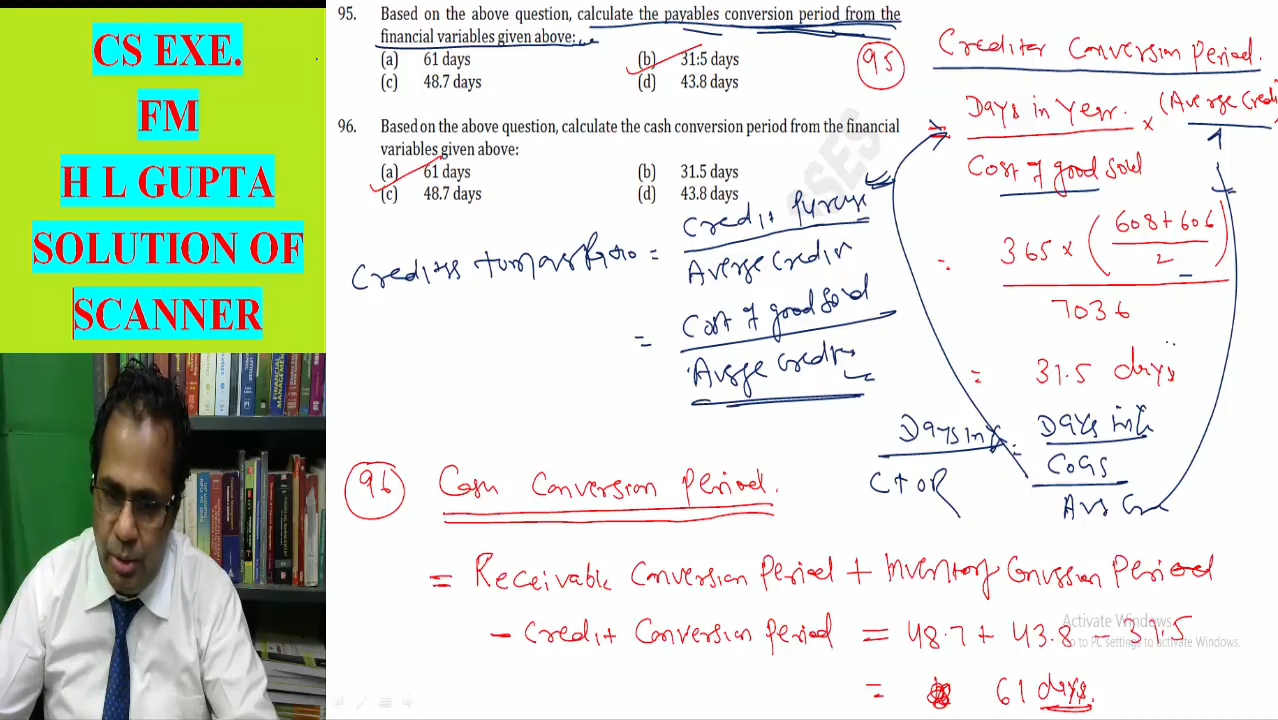 CS EXE.
FM
H L GUPTA
SOLUTION OF
SCANNER
95. Based on the above question, calculate the payables conversion period from the
financial variables given above:
(a) 61 days (b) 31.5 days
(c) 48.7 days (d) 43.8 days
96. Based on the above question, calculate the cash conversion period from the financial
variables given above:
(a) 61 days (b) 31.5 days
(c) 48.7 days (d) 43.8 days
95 Creditor Conversion Period.
= Days in Year. × (Average Credi
Cost of good sold
= 365 × (608+606
2)
7036
= 31.5 days
= Credit
Average Creditor
= Cost of good sold
Average Creditors
Days in Y = Days in Yr
CTOR
COGS
Avg Cre
96 Cash Conversion Period.
= Receivable Conversion Period + Inventory Conversion Period
- Credit Conversion Period = 48.7 + 43.8 - 31.5
= 61 days.
Activate Windows
Go to PC settings to activate Windows.